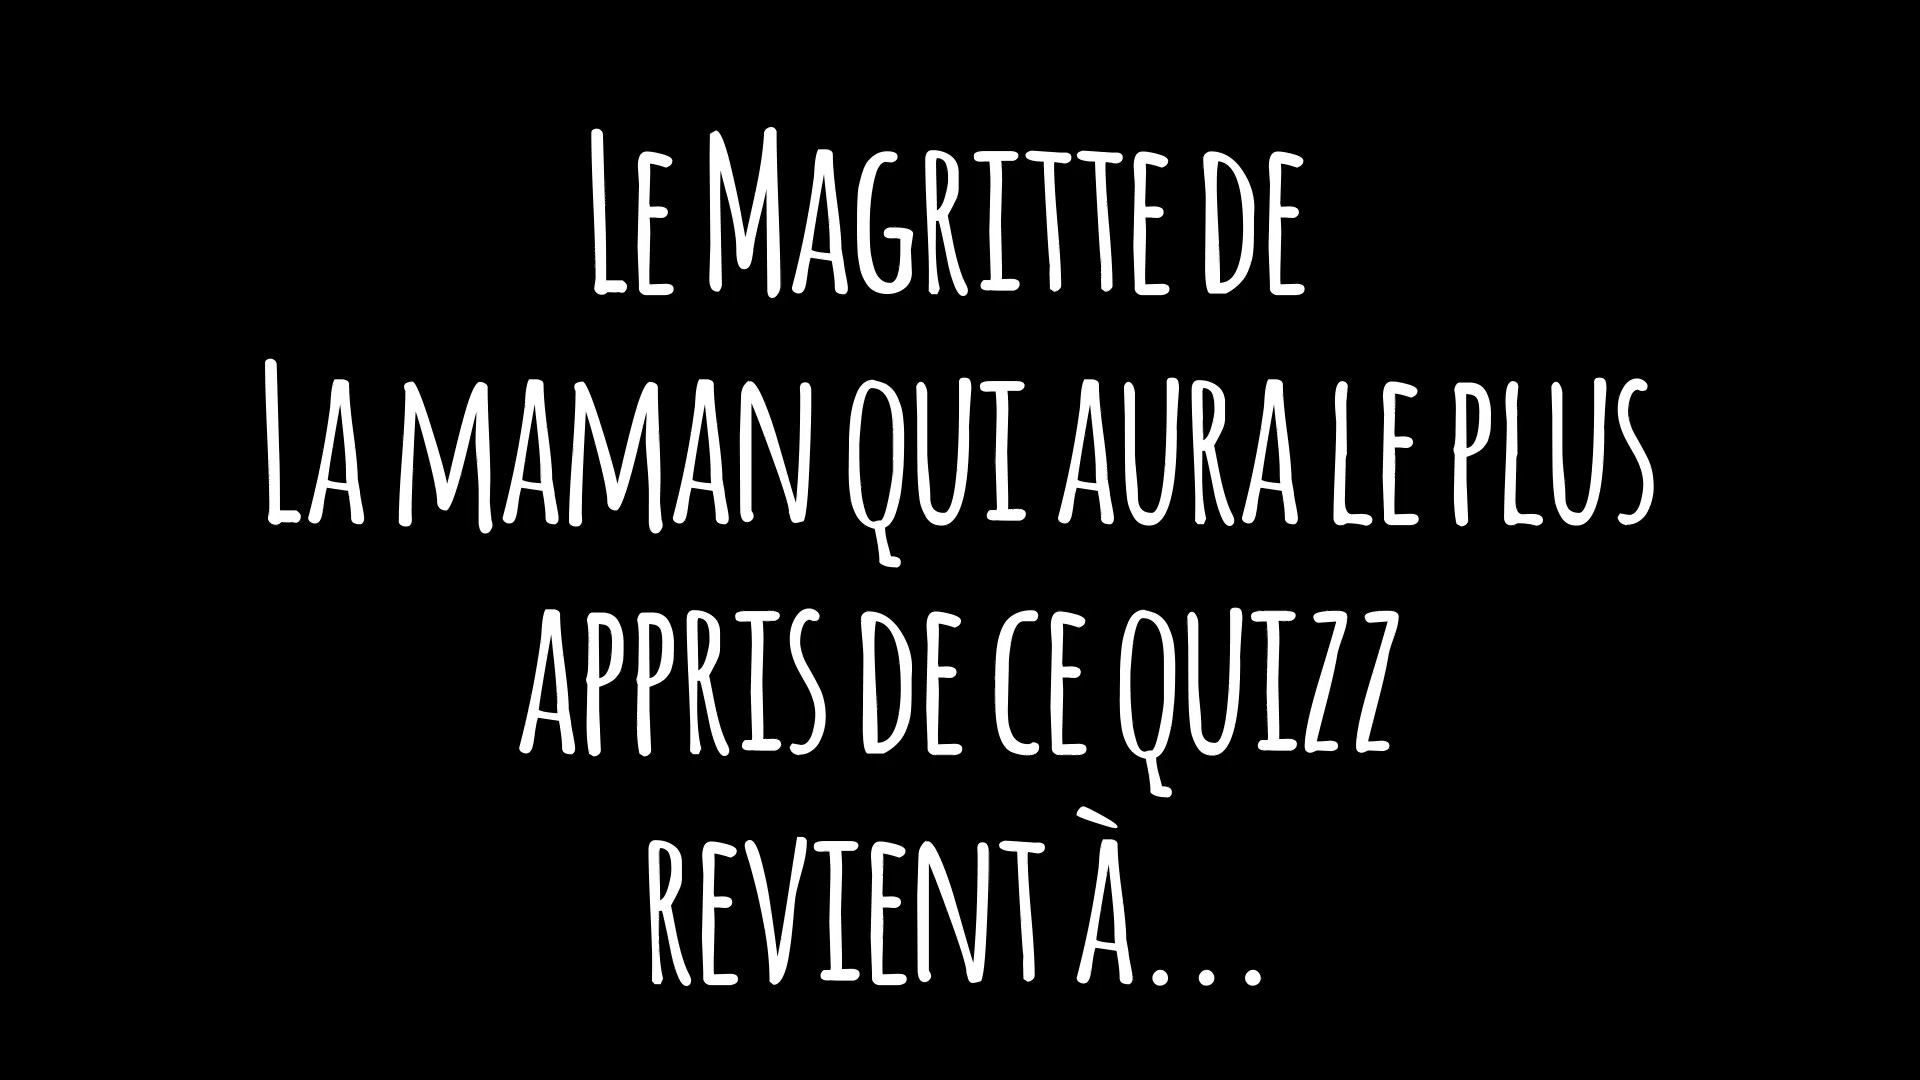 Le Magritte de
La maman qui aura le plus
appris de ce quizz
revient à...